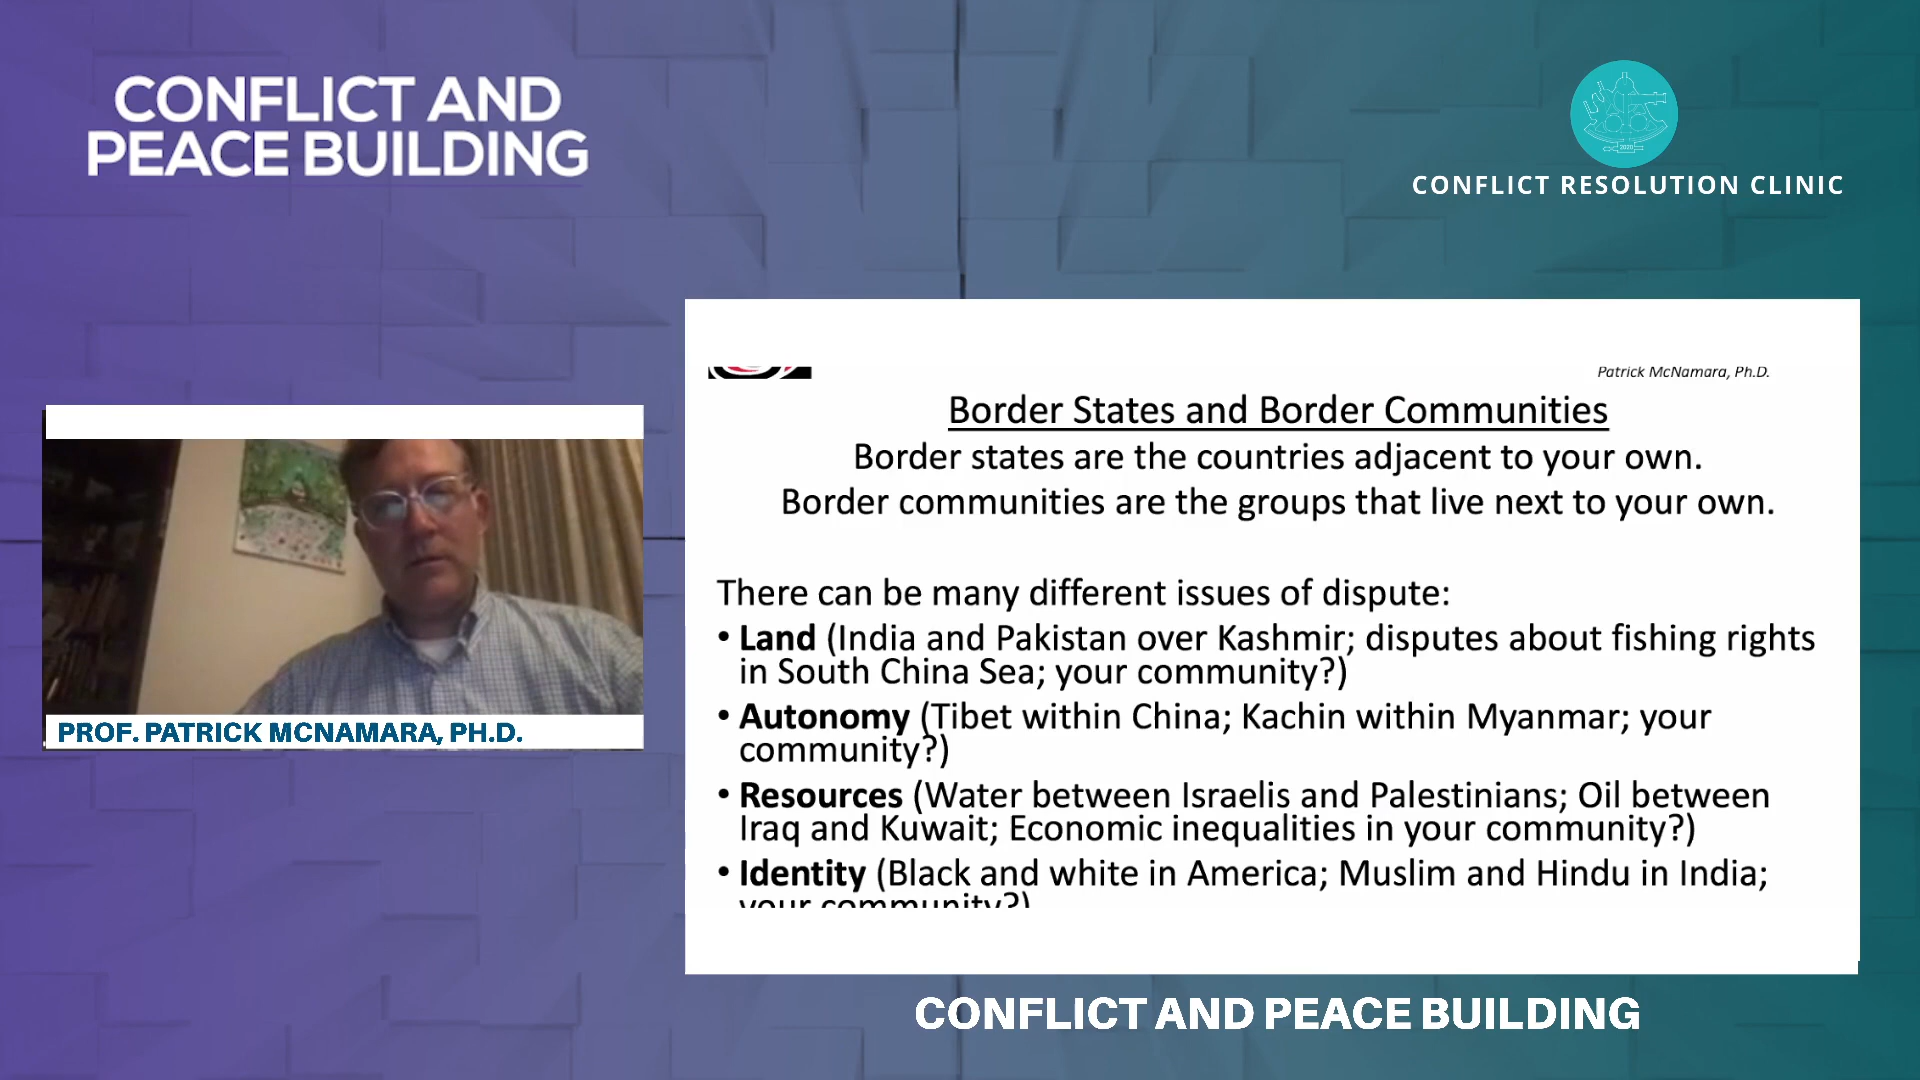 CONFLICT AND
PEACE BUILDING
2020
CONFLICT RESOLUTION CLINIC
Patrick McNamara, Ph.D.
Border States and Border Communities
Border states are the countries adjacent to your own.
Border communities are the groups that live next to your own.
There can be many different issues of dispute:
• Land (India and Pakistan over Kashmir; disputes about fishing rights
in South China Sea; your community?)
• Autonomy (Tibet within China; Kachin within Myanmar; your
community?)
• Resources (Water between Israelis and Palestinians; Oil between
Iraq and Kuwait; Economic inequalities in your community?)
• Identity (Black and white in America; Muslim and Hindu in India;
your community?)
PROF. PATRICK MCNAMARA, PH.D.
CONFLICT AND PEACE BUILDING